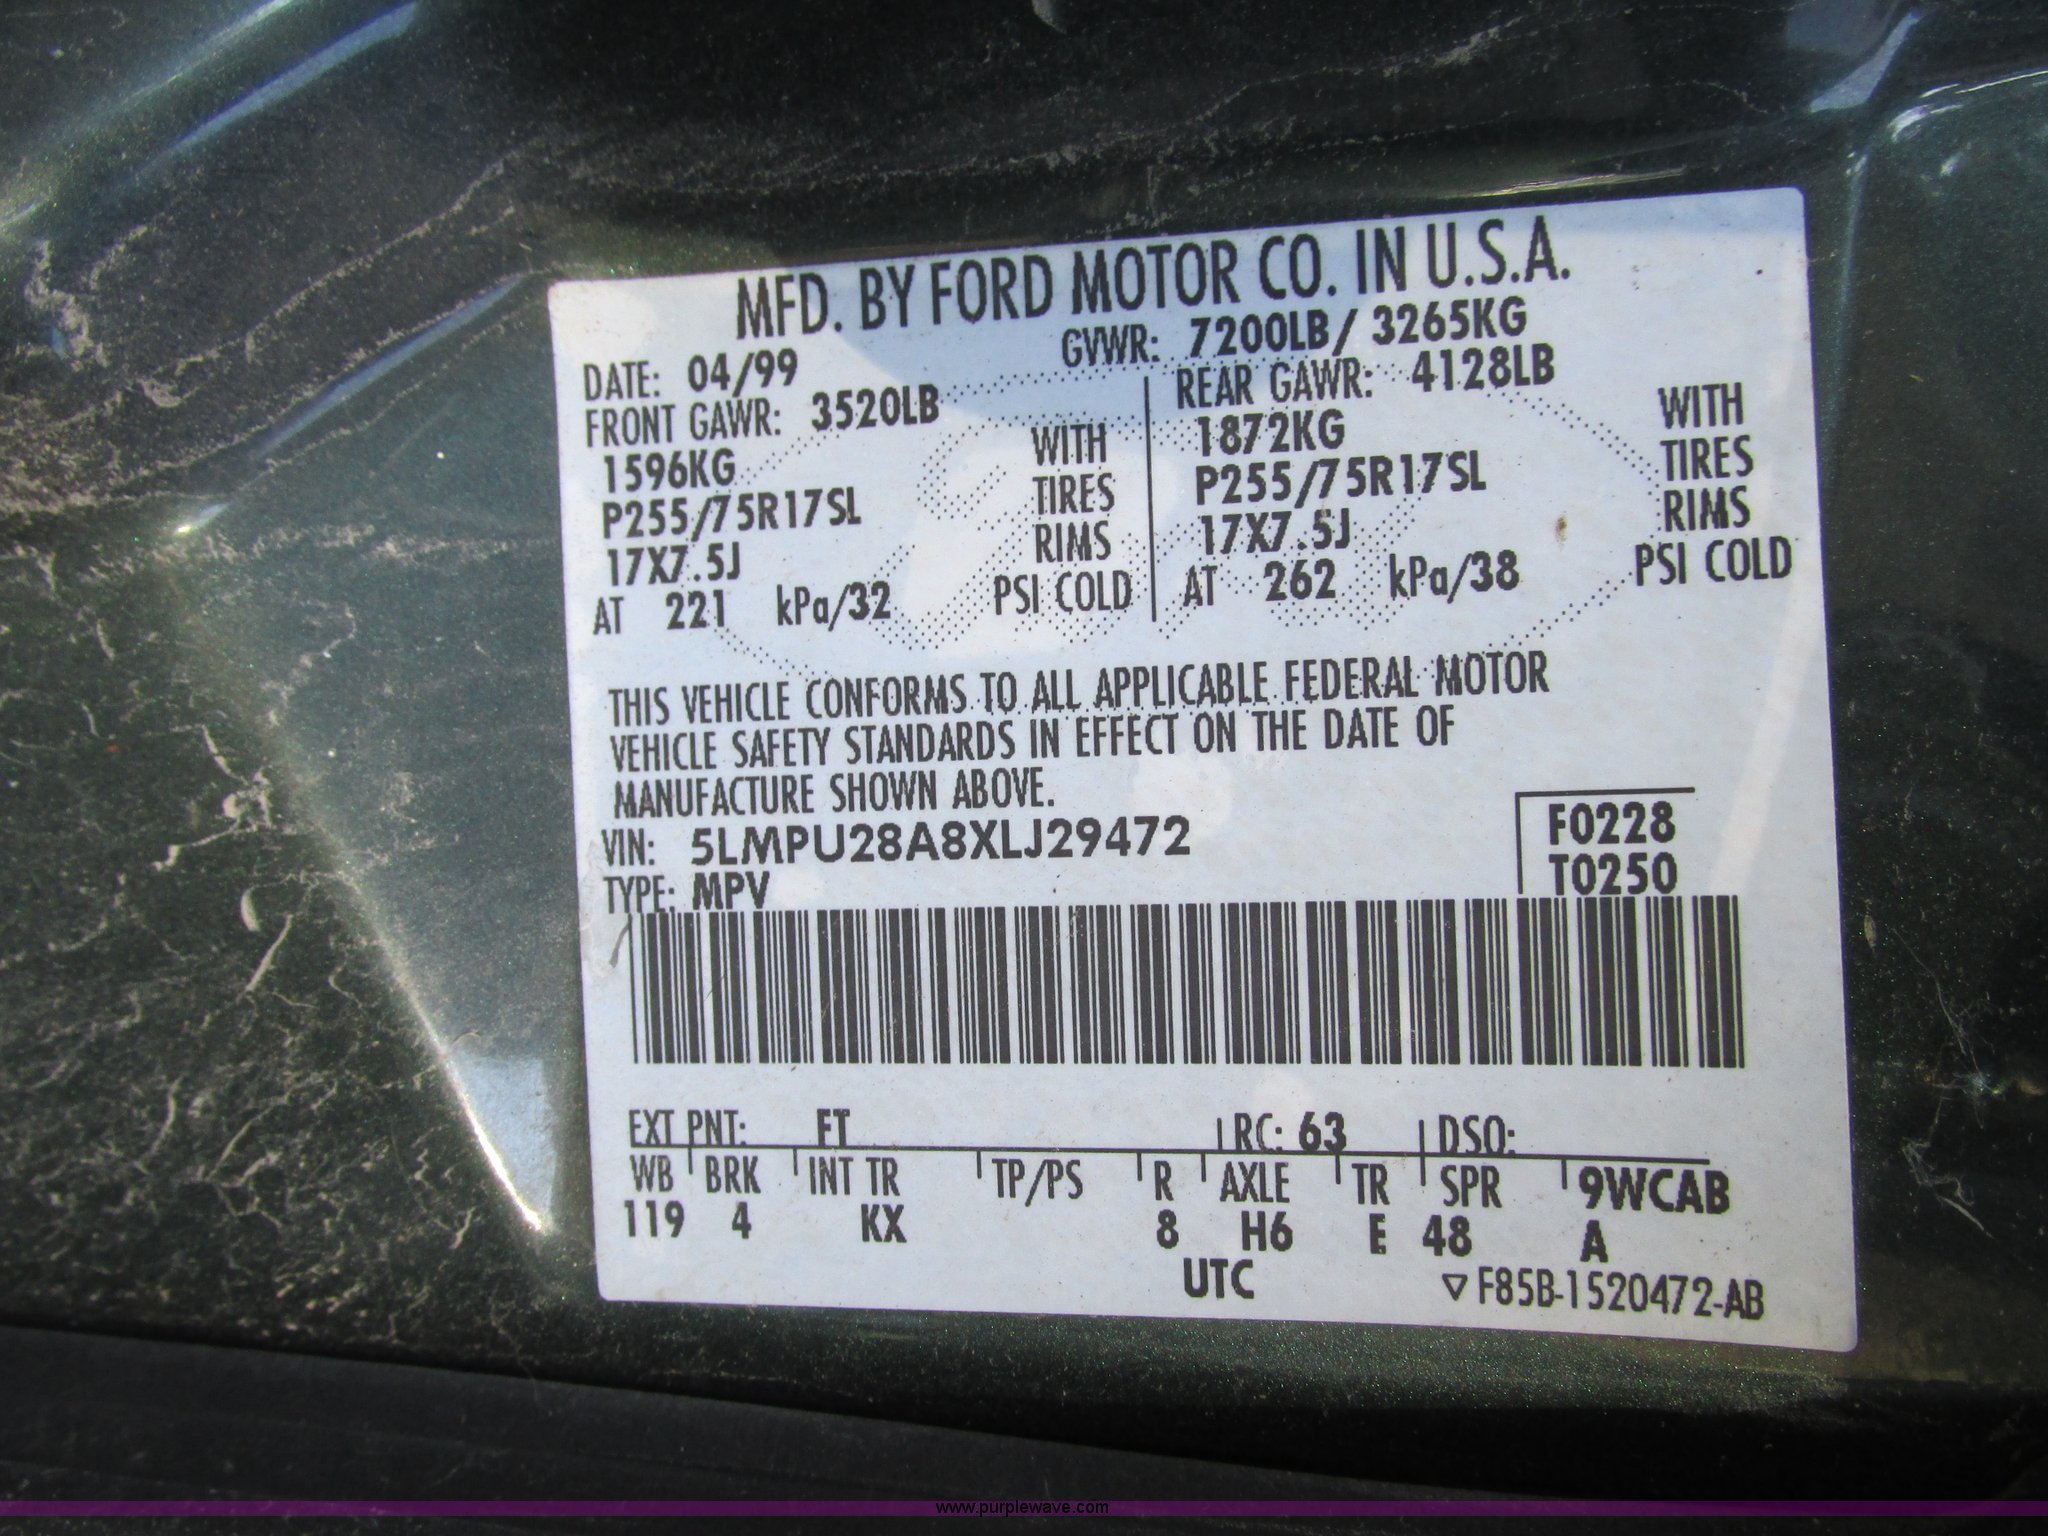 MFD. BY FORD MOTOR CO. IN U.S.A.
DATE: 04/99 GVWR: 7200LB/ 3265KG
FRONT GAWR: 3520LB REAR GAWR: 4128LB
1596KG WITH 1872KG WITH
P255/75R17SL TIRES P255/75R17SL TIRES
17X7.5J RIMS 17X7.5J RIMS
AT 221 kPa/32 PSI COLD AT 262 kPa/38 PSI COLD
THIS VEHICLE CONFORMS TO ALL APPLICABLE FEDERAL MOTOR
VEHICLE SAFETY STANDARDS IN EFFECT ON THE DATE OF
MANUFACTURE SHOWN ABOVE.
VIN: 5LMPU28A8XLJ29472 F0228
TYPE: MPV T0250
EXT PNT: FT RC: 63 DSO:
WB BRK INT TR TP/PS R AXLE TR SPR 9WCAB
119 4 KX 8 H6 E 48 A
UTC ▽ F85B-1520472-AB
www.purplewave.com